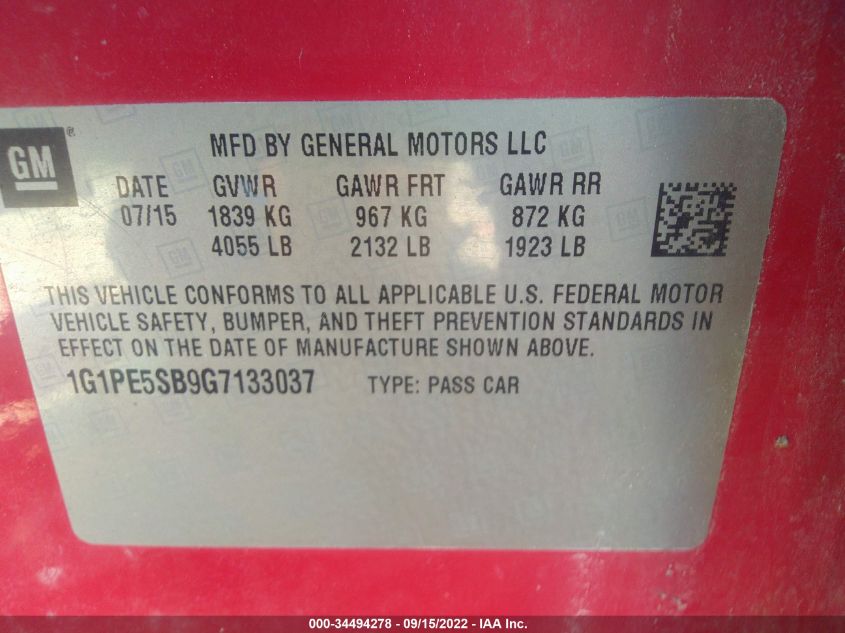 GM ®
MFD BY GENERAL MOTORS LLC
DATE GVWR GAWR FRT GAWR RR
07/15 1839 KG 967 KG 872 KG
4055 LB 2132 LB 1923 LB
THIS VEHICLE CONFORMS TO ALL APPLICABLE U.S. FEDERAL MOTOR
VEHICLE SAFETY, BUMPER, AND THEFT PREVENTION STANDARDS IN
EFFECT ON THE DATE OF MANUFACTURE SHOWN ABOVE.
1G1PE5SB9G7133037 TYPE: PASS CAR
000-34494278 - 09/15/2022 - IAA Inc.